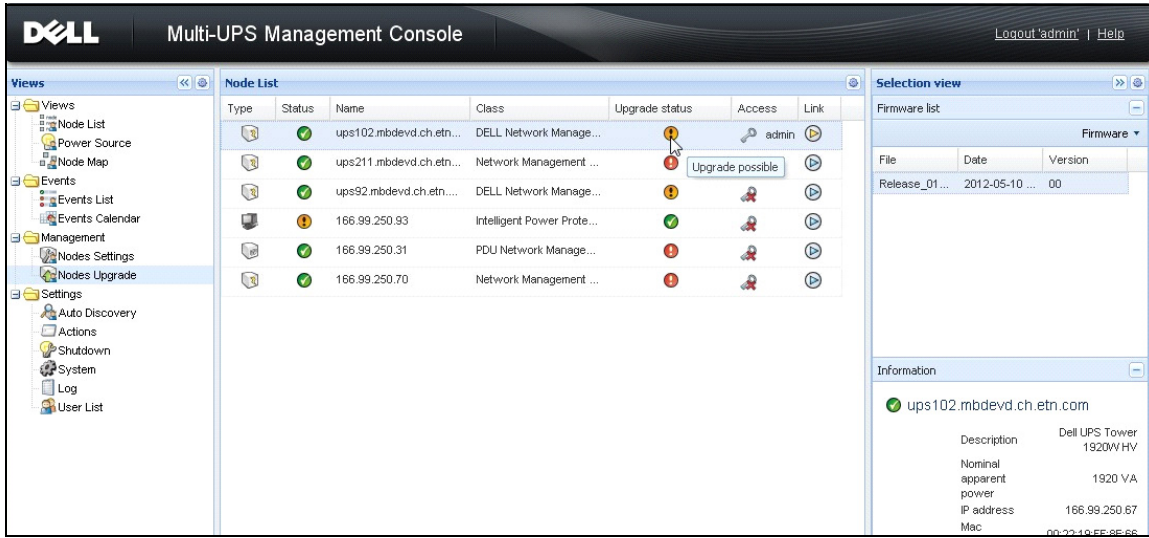 DELL
Multi-UPS Management Console
Logout 'admin' | Help
Views
Views
Node List
Power Source
Node Map
Events
Events List
Events Calendar
Management
Nodes Settings
Nodes Upgrade
Settings
Auto Discovery
Actions
Shutdown
System
Log
User List
Node List
Type Status Name Class Upgrade status Access Link
ups102.mbdevd.ch.etn... DELL Network Manage... admin
Upgrade possible
ups211.mbdevd.ch.etn... Network Management ...
ups92.mbdevd.ch.etn.... DELL Network Manage...
166.99.250.93 Intelligent Power Prote...
166.99.250.31 PDU Network Manage...
166.99.250.70 Network Management ...
Selection view
Firmware list
Firmware
File Date Version
Release_01... 2012-05-10 ... 00
Information
ups102.mbdevd.ch.etn.com
Description Dell UPS Tower
1920W HV
Nominal
apparent
power 1920 VA
IP address 166.99.250.67
Mac